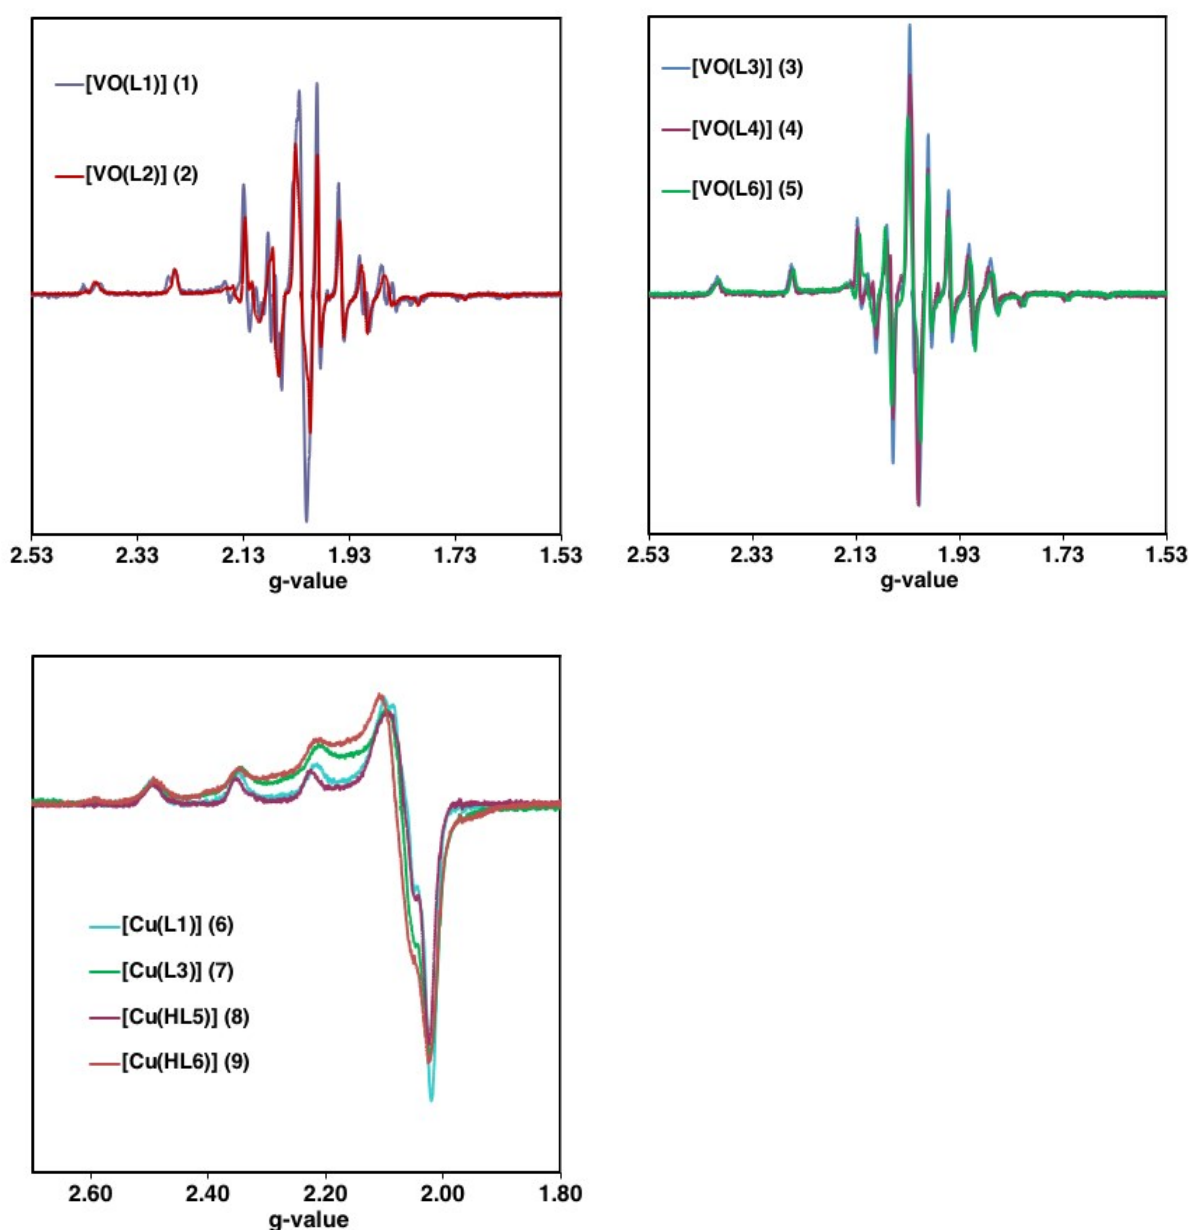 [VO(L1)] (1)
[VO(L2)] (2)
2.53 2.33 2.13 1.93 1.73 1.53
g-value
[VO(L3)] (3)
[VO(L4)] (4)
[VO(L6)] (5)
2.53 2.33 2.13 1.93 1.73 1.53
g-value
[Cu(L1)] (6)
[Cu(L3)] (7)
[Cu(HL5)] (8)
[Cu(HL6)] (9)
2.60 2.40 2.20 2.00 1.80
g-value